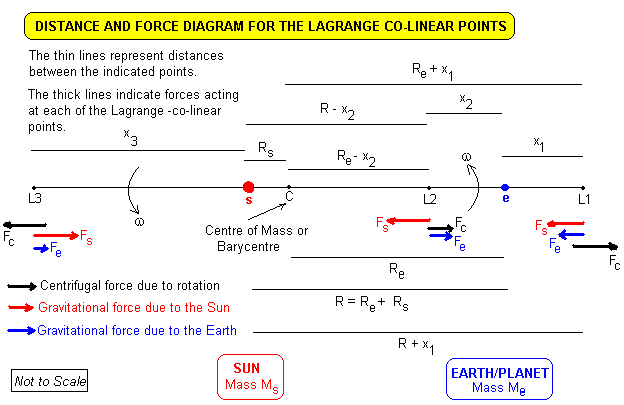 DISTANCE AND FORCE DIAGRAM FOR THE LAGRANGE CO-LINEAR POINTS
The thin lines represent distances
between the indicated points.
The thick lines indicate forces acting
at each of the Lagrange -co-linear
points.
Re + x1
R - x2
x2
x3
Rs
Re - x2
x1
ω
L3
s
C
L2
e
L1
ω
Centre of Mass or
Barycentre
Fc
Fs
Fe
Fs
Fc
Fe
Fs
Fe
Fc
Re
Centrifugal force due to rotation
Gravitational force due to the Sun
Gravitational force due to the Earth
R = Re + Rs
R + x1
Not to Scale
SUN
Mass Ms
EARTH/PLANET
Mass Me